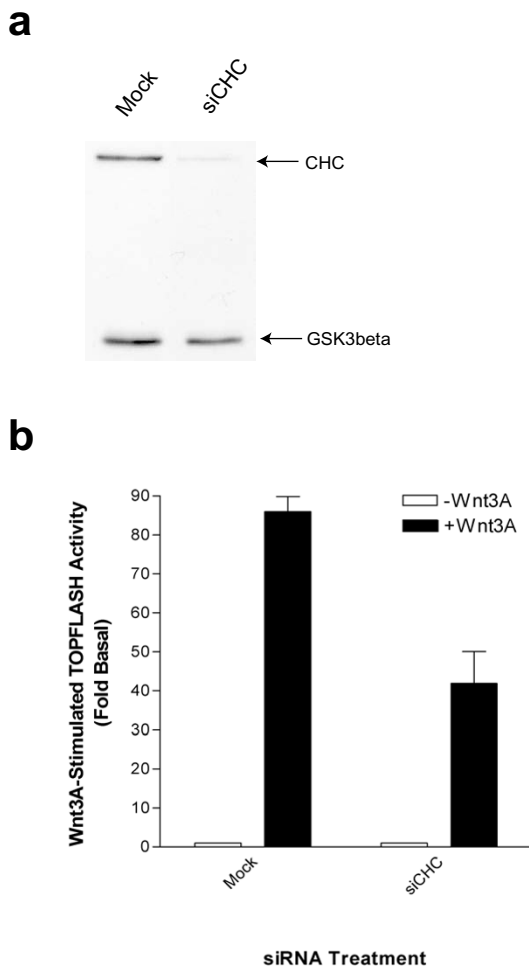 a
Mock
siCHC
CHC
GSK3beta
b
Wnt3A-Stimulated TOPFLASH Activity
(Fold Basal)
90
80
70
60
50
40
30
20
10
0
-Wnt3A
+Wnt3A
Mock
siCHC
siRNA Treatment